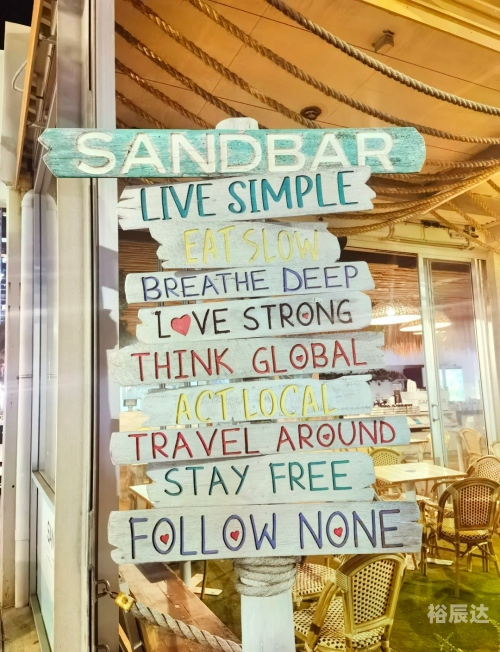 SANDBAR
LIVE SIMPLE
EAT SLOW
BREATHE DEEP
LOVE STRONG
THINK GLOBAL
ACT LOCAL
TRAVEL AROUND
STAY FREE
FOLLOW NONE
裕辰达